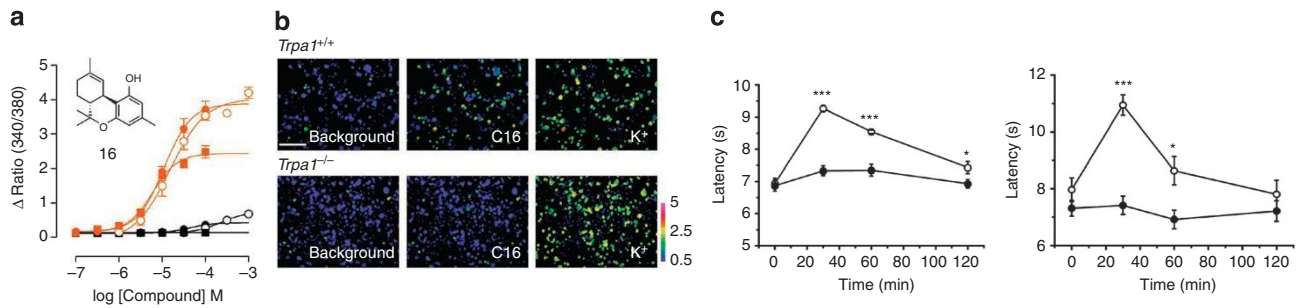 a
Δ Ratio (340/380)
5
4
3
2
1
0
OH
O
16
–7 –6 –5 –4 –3
log [Compound] M
b
Trpa1+/+
Background C16 K+
Trpa1–/–
Background C16 K+
5
2.5
0.5
c
Latency (s)
10
9
8
7
6
5
***
***
*
0 20 40 60 80 100 120
Time (min)
Latency (s)
12
10
8
6
***
*
0 20 40 60 80 100 120
Time (min)